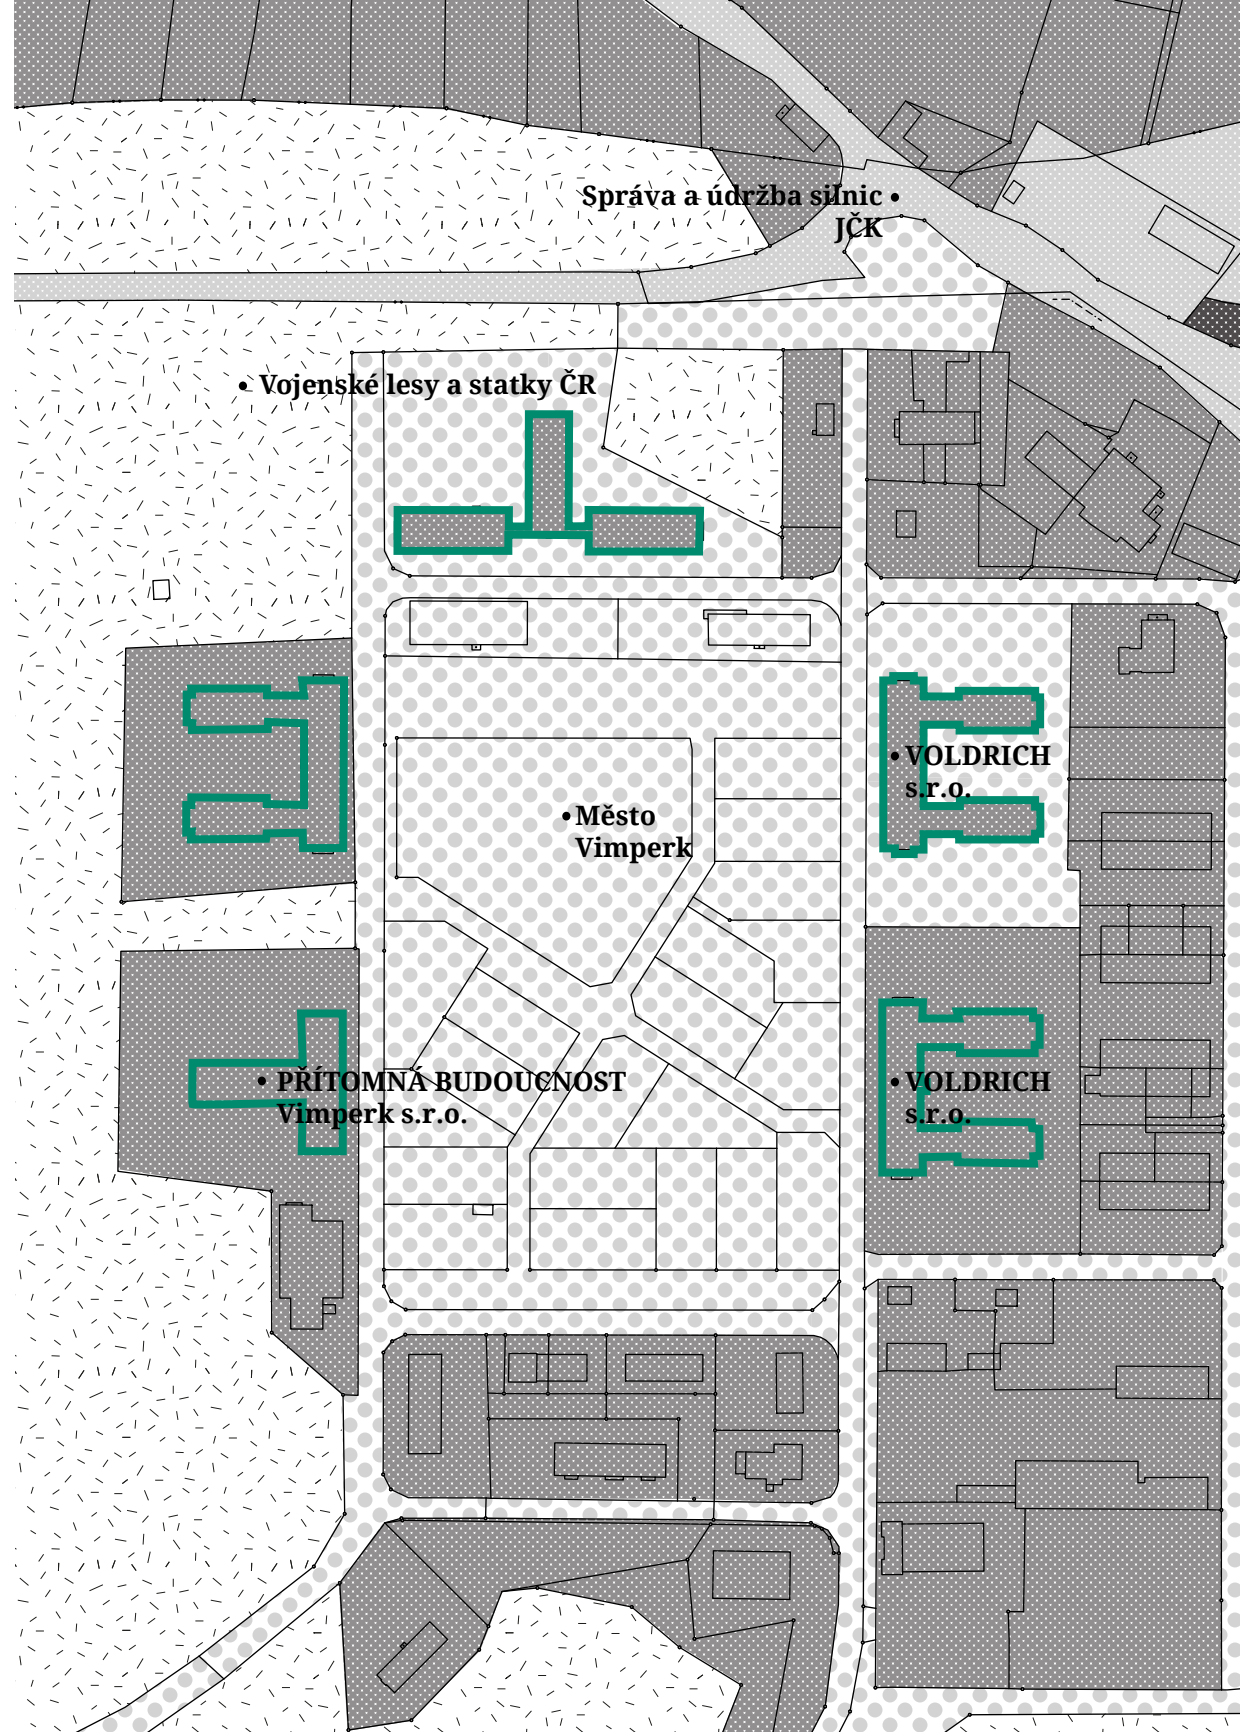 Správa a údržba silnic
JČK
Vojenské lesy a statky ČR
VOLDRICH
s.r.o.
Město
Vimperk
PŘÍTOMNÁ BUDOUCNOST
Vimperk s.r.o.
VOLDRICH
s.r.o.